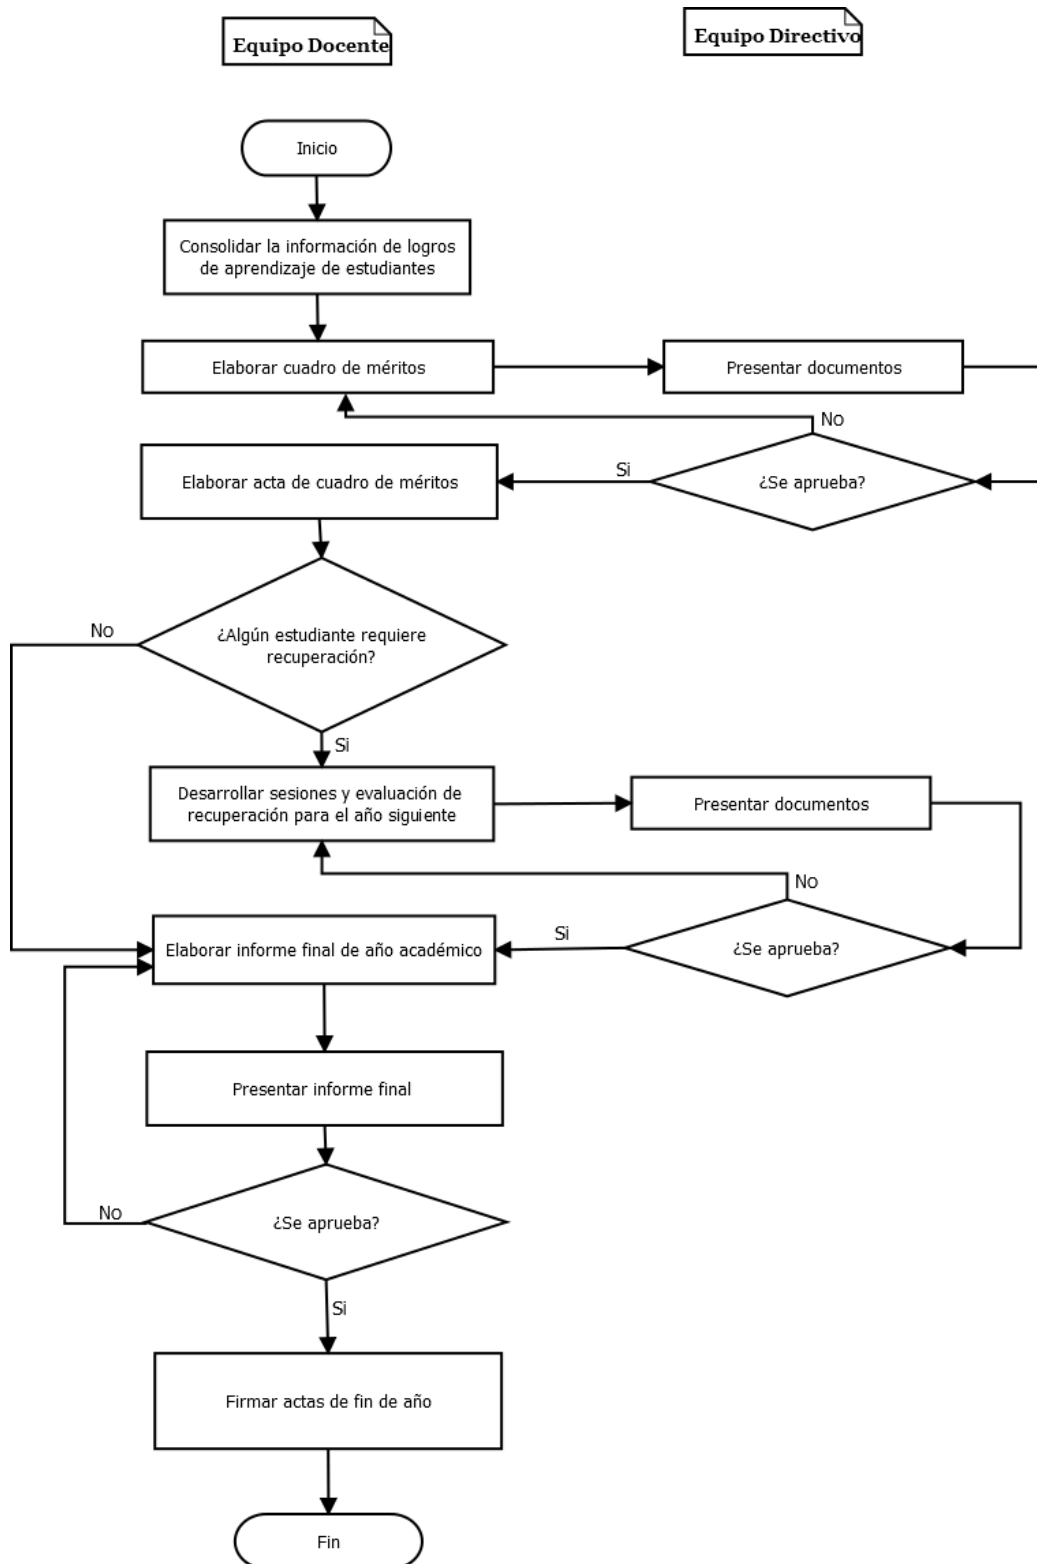 Equipo Docente
Equipo Directivo
Inicio
Consolidar la información de logros
de aprendizaje de estudiantes
Elaborar cuadro de méritos
Presentar documentos
No
Elaborar acta de cuadro de méritos
Si
¿Se aprueba?
No
¿Algún estudiante requiere
recuperación?
Si
Desarrollar sesiones y evaluación de
recuperación para el año siguiente
Presentar documentos
No
Elaborar informe final de año académico
Si
¿Se aprueba?
Presentar informe final
No
¿Se aprueba?
Si
Firmar actas de fin de año
Fin